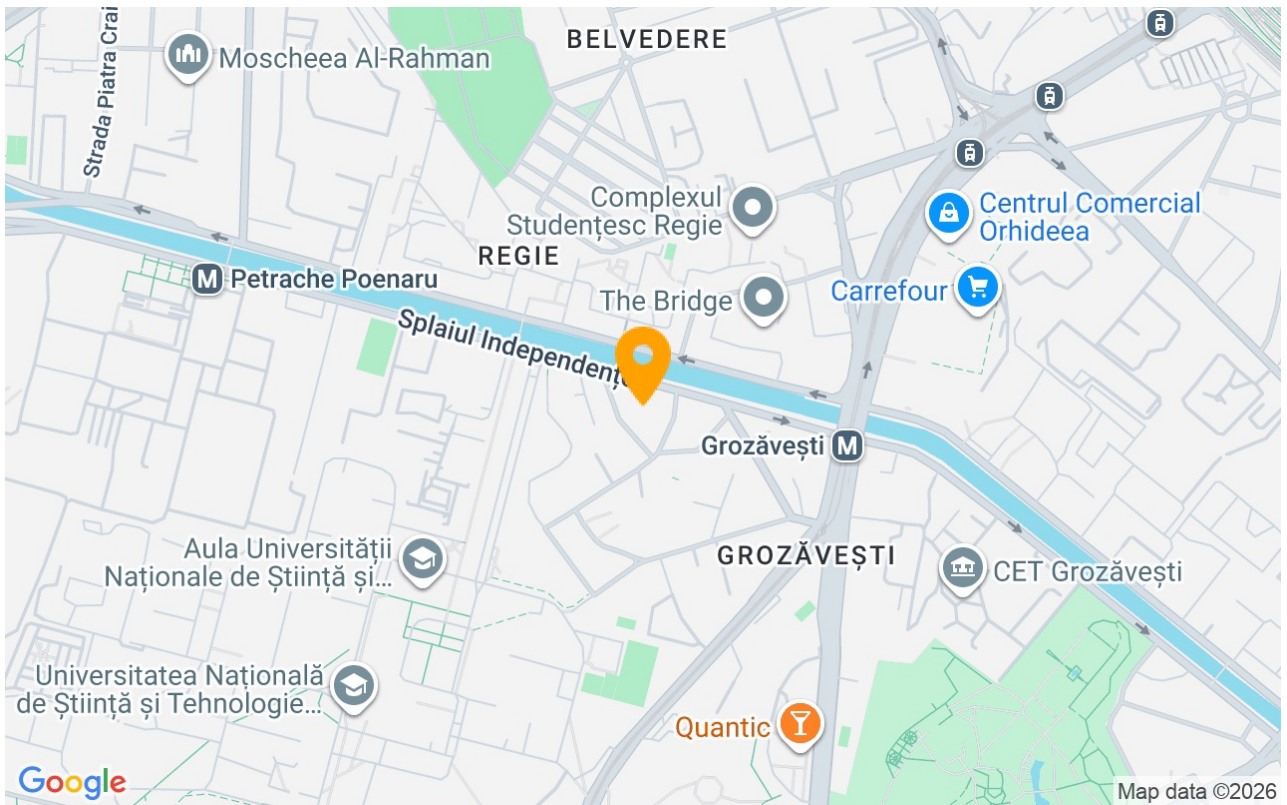 BELVEDERE
Moscheea Al-Rahman
Strada Piatra Crai
Complexul
Studențesc Regie
Centrul Comercial
Orhideea
REGIE
M Petrache Poenaru
The Bridge
Carrefour
Splaiul Independențe
Grozăvești M
Aula Universității
Naționale de Știință și...
GROZĂVEȘTI
CET Grozăvești
Universitatea Națională
de Știință și Tehnologie...
Quantic
Google
Map data ©2026